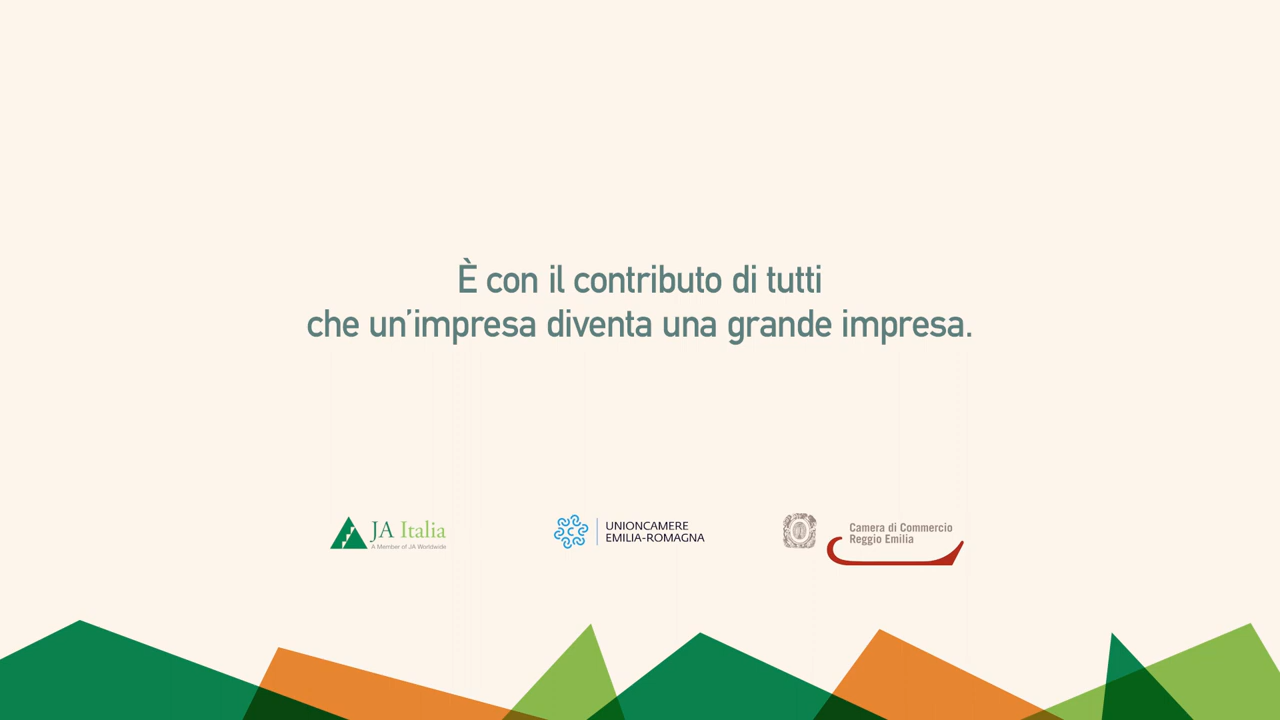 È con il contributo di tutti
che un'impresa diventa una grande impresa.
JA Italia
A Member of JA Worldwide
UNIONCAMERE
EMILIA-ROMAGNA
Camera di Commercio
Reggio Emilia